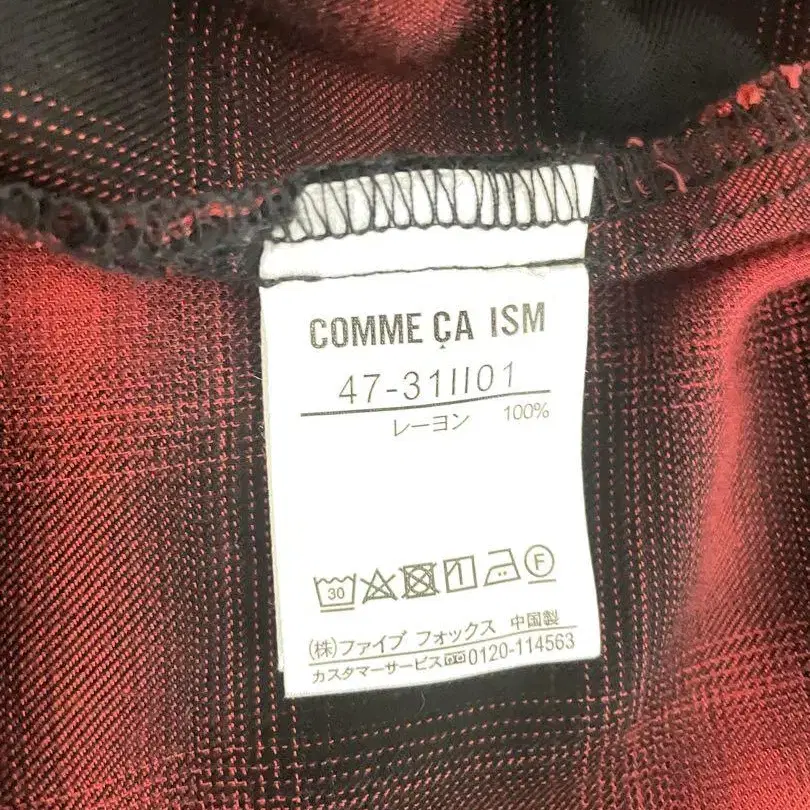 COMME ÇA ISM
47-31II01
レーヨン 100%
30 F
(株)ファイブ フォックス 中国製
カスタマーサービス 0120-114563